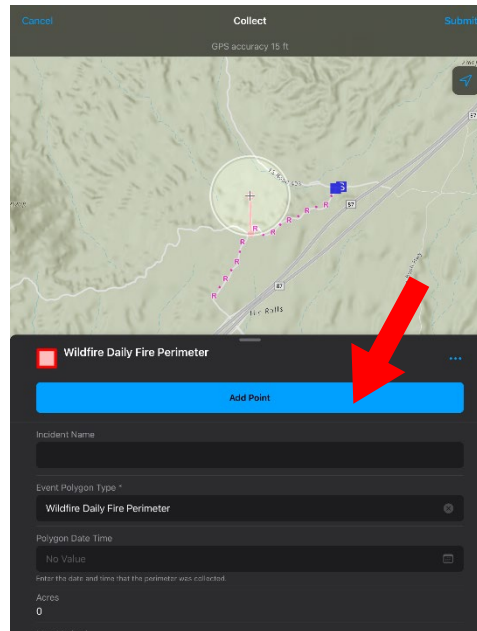 Cancel Collect Submit
GPS accuracy 15 ft
87
R R R R R R R R
S
87
87
Wildfire Daily Fire Perimeter
Add Point
Incident Name
Event Polygon Type *
Wildfire Daily Fire Perimeter
Polygon Date Time
No Value
Enter the date and time that the perimeter was collected.
Acres
0